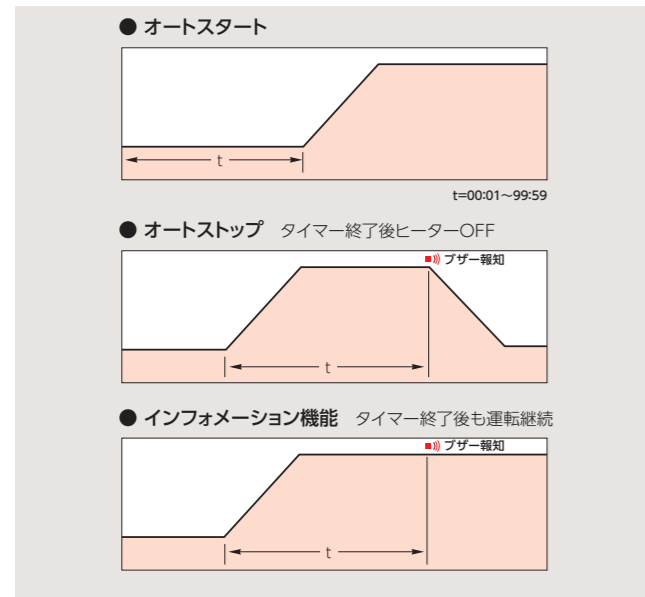 ● オートスタート
t
t=00:01～99:59
● オートストップ　タイマー終了後ヒーターOFF
ブザー報知
t
● インフォメーション機能　タイマー終了後も運転継続
ブザー報知
t